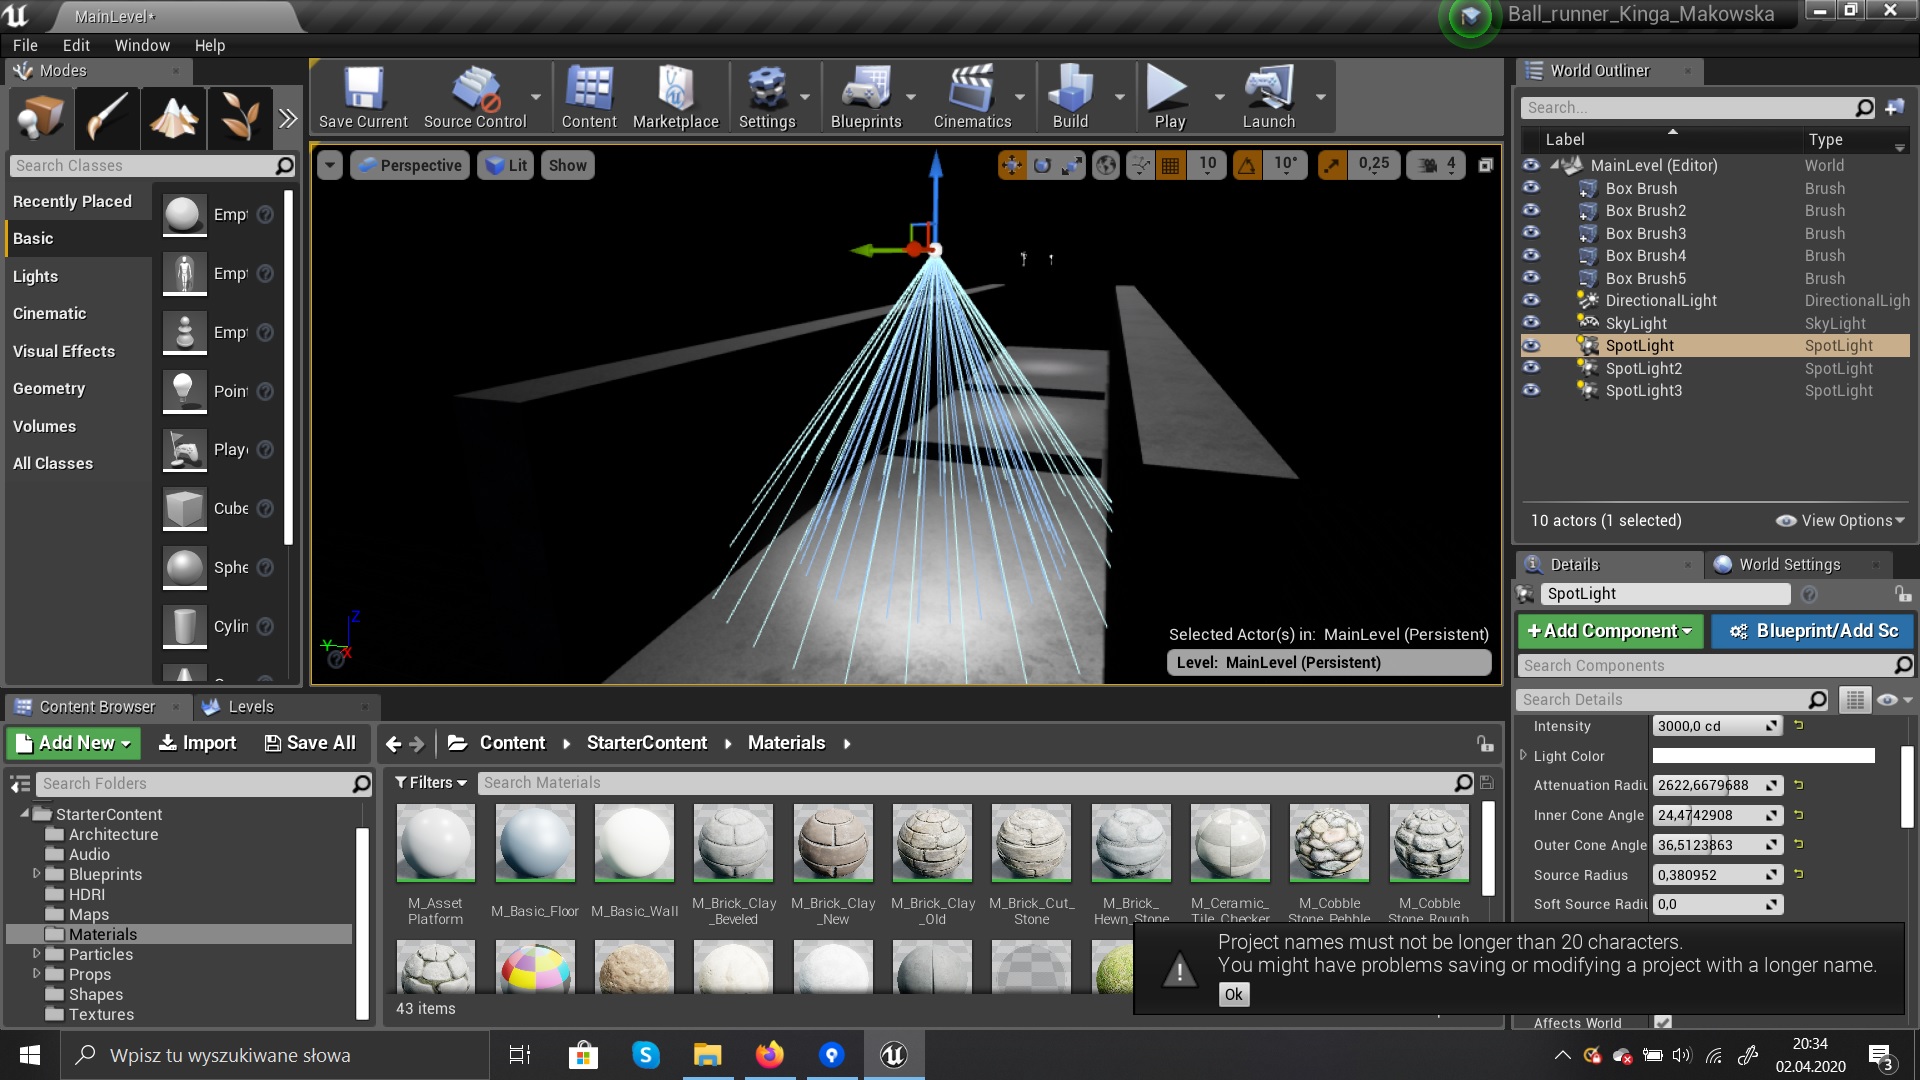 MainLevel*
Ball_runner_Kinga_Makowska
File Edit Window Help
Modes
Search Classes
Recently Placed
Basic
Lights
Cinematic
Visual Effects
Geometry
Volumes
All Classes
Empt
Empt
Empt
Point
Playe
Cube
Sphe
Cylin
Save Current
Source Control
Content
Marketplace
Settings
Blueprints
Cinematics
Build
Play
Launch
Perspective
Lit
Show
10
10°
0,25
4
Z
Y
X
Selected Actor(s) in: MainLevel (Persistent)
Level: MainLevel (Persistent)
World Outliner
Search...
Label Type
MainLevel (Editor) World
Box Brush Brush
Box Brush2 Brush
Box Brush3 Brush
Box Brush4 Brush
Box Brush5 Brush
DirectionalLight DirectionalLigh
SkyLight SkyLight
SpotLight SpotLight
SpotLight2 SpotLight
SpotLight3 SpotLight
10 actors (1 selected)
View Options
Details
World Settings
SpotLight
+Add Component
Blueprint/Add Sc
Search Components
Search Details
Intensity 3000,0 cd
Light Color
Attenuation Radiu 2622,6679688
Inner Cone Angle 24,4742908
Outer Cone Angle 36,5123863
Source Radius 0,380952
Soft Source Radiu 0,0
Affects World
Content Browser
Levels
Add New
Import
Save All
Content
StarterContent
Materials
Search Folders
Filters
Search Materials
StarterContent
Architecture
Audio
Blueprints
HDRI
Maps
Materials
Particles
Props
Shapes
Textures
M_Asset
Platform
M_Basic_Floor
M_Basic_Wall
M_Brick_Clay
_Beveled
M_Brick_Clay
_New
M_Brick_Clay
_Old
M_Brick_Cut_
Stone
M_Brick_
Hewn_Stone
M_Ceramic_
Tile_Checker
M_Cobble
Stone_Pebble
M_Cobble
Stone_Rough
43 items
Project names must not be longer than 20 characters.
You might have problems saving or modifying a project with a longer name.
Ok
Wpisz tu wyszukiwane słowa
20:34
02.04.2020
3